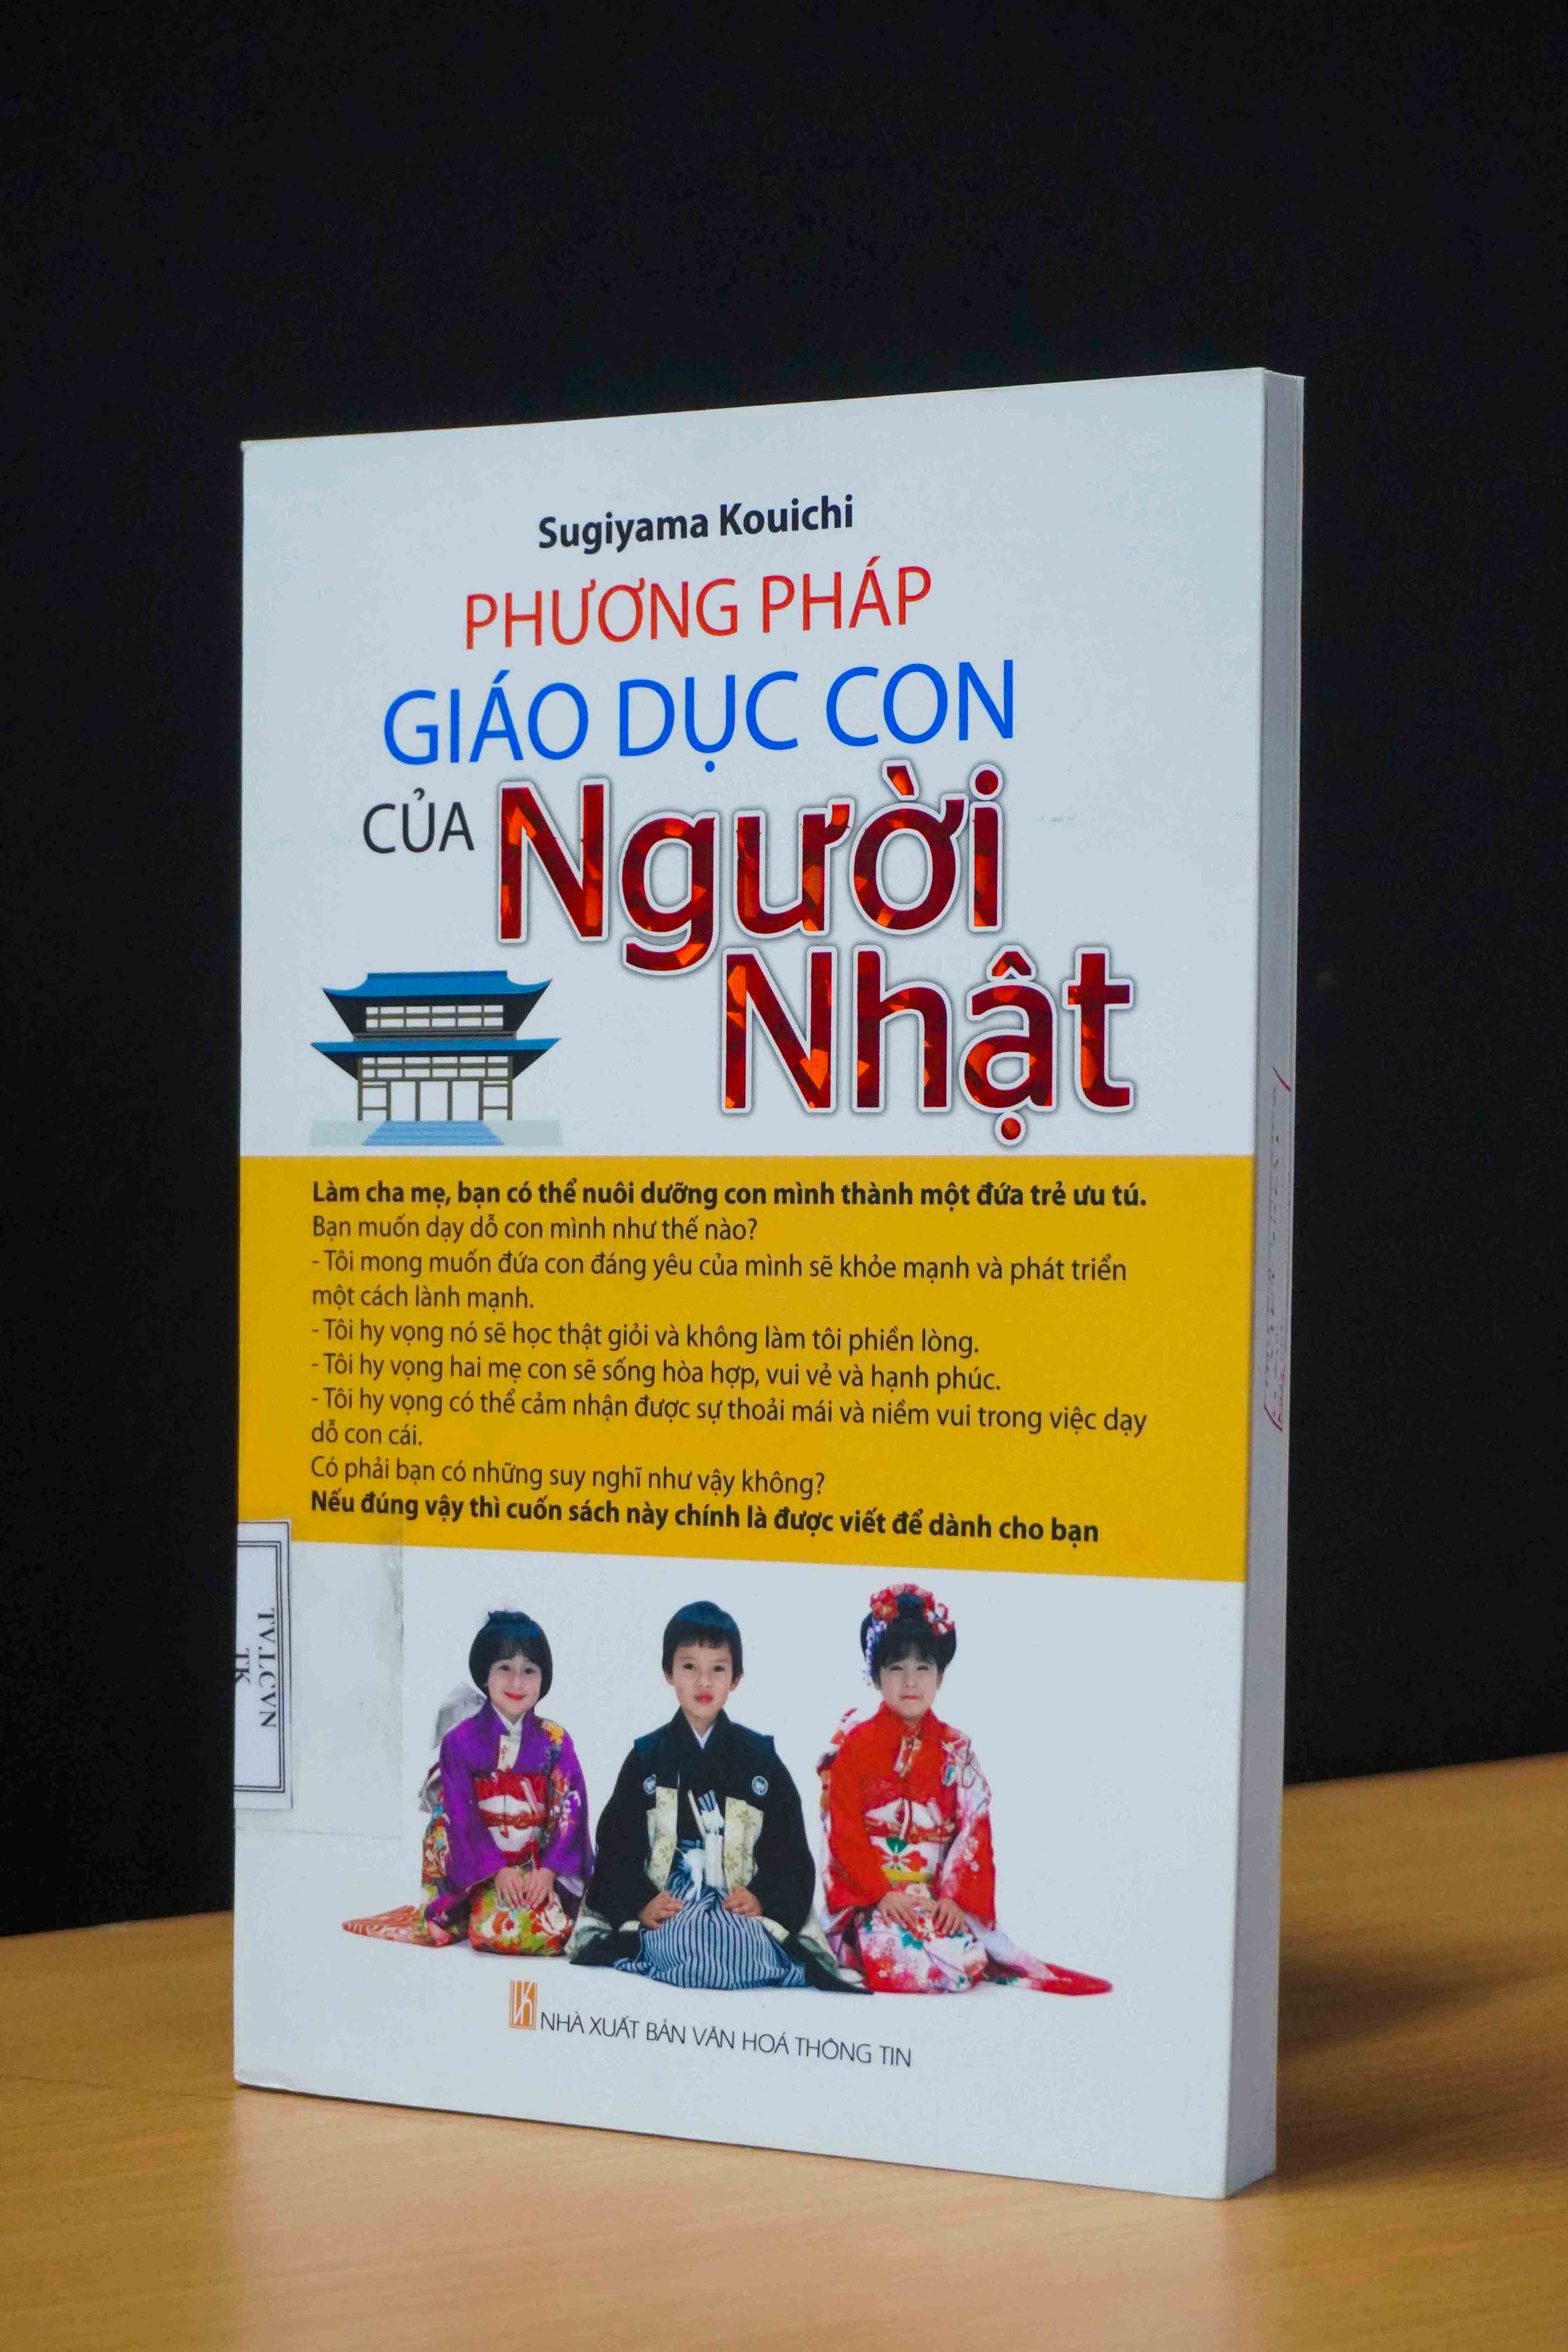 Sugiyama Kouichi
PHƯƠNG PHÁP
GIÁO DỤC CON
CỦA Người
Nhật
Làm cha mẹ, bạn có thể nuôi dưỡng con mình thành một đứa trẻ ưu tú.
Bạn muốn dạy dỗ con mình như thế nào?
- Tôi mong muốn đứa con đáng yêu của mình sẽ khỏe mạnh và phát triển
một cách lành mạnh.
- Tôi hy vọng nó sẽ học thật giỏi và không làm tôi phiền lòng.
- Tôi hy vọng hai mẹ con sẽ sống hòa hợp, vui vẻ và hạnh phúc.
- Tôi hy vọng có thể cảm nhận được sự thoải mái và niềm vui trong việc dạy
dỗ con cái.
Có phải bạn có những suy nghĩ như vậy không?
Nếu đúng vậy thì cuốn sách này chính là được viết để dành cho bạn
TV.LCVN
TK
NHÀ XUẤT BẢN VĂN HOÁ THÔNG TIN